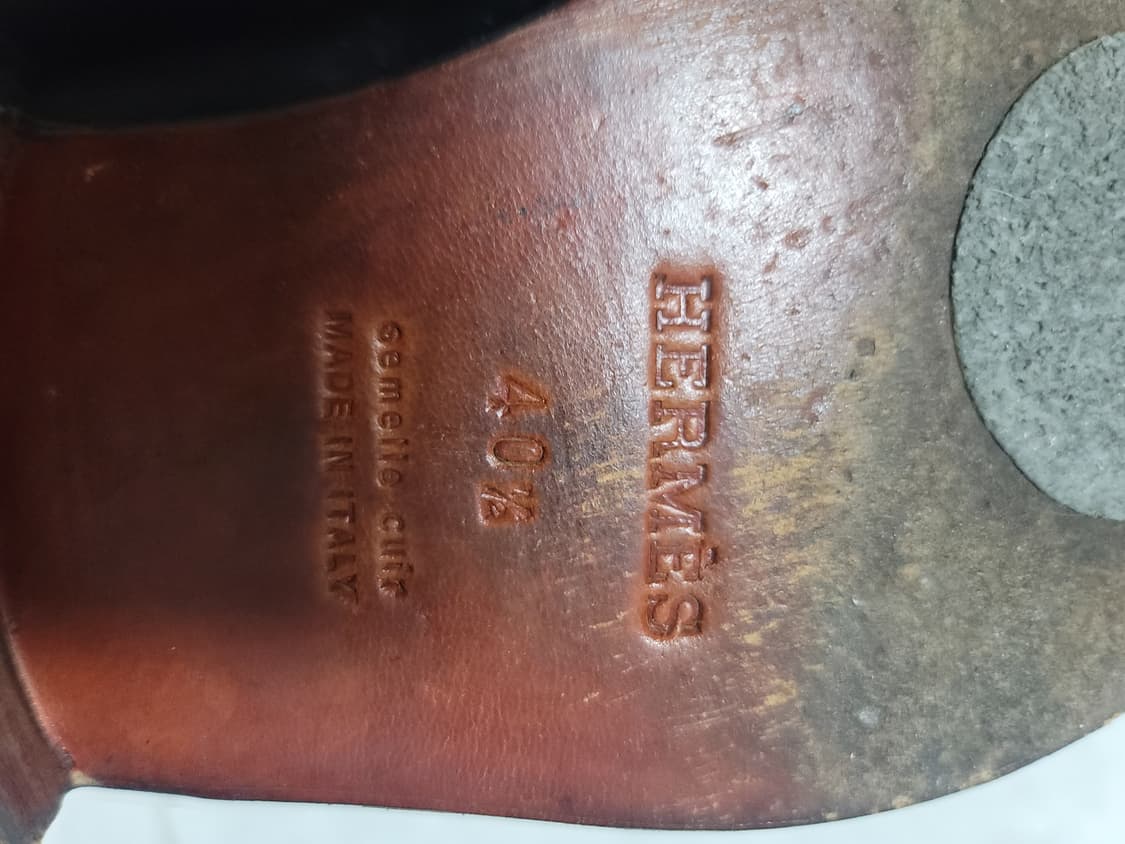 HERMÈS
40½
semelle cuir
MADE IN ITALY